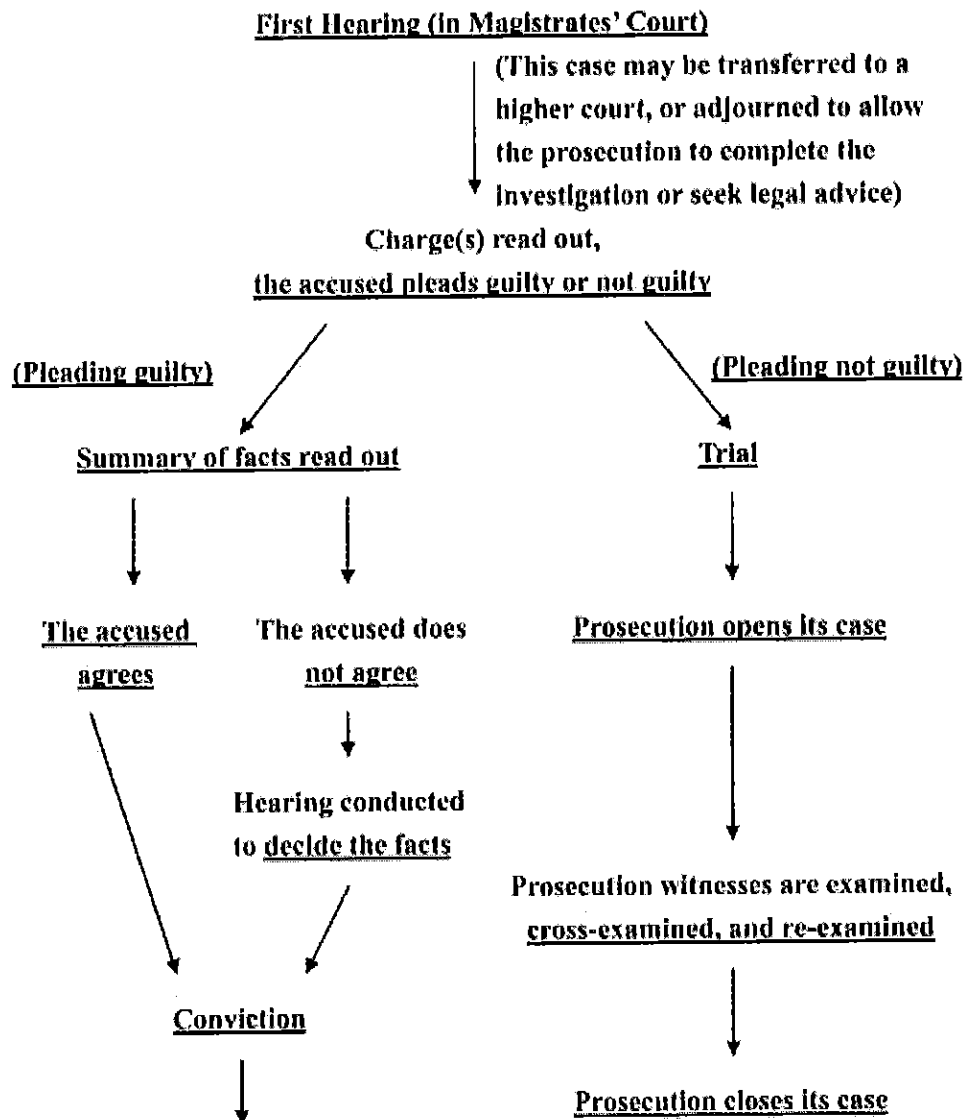 First Hearing (in Magistrates' Court)
(This case may be transferred to a
higher court, or adjourned to allow
the prosecution to complete the
investigation or seek legal advice)
Charge(s) read out,
the accused pleads guilty or not guilty
(Pleading guilty)
(Pleading not guilty)
Summary of facts read out
Trial
The accused
agrees
The accused does
not agree
Prosecution opens its case
Hearing conducted
to decide the facts
Prosecution witnesses are examined,
cross-examined, and re-examined
Conviction
Prosecution closes its case